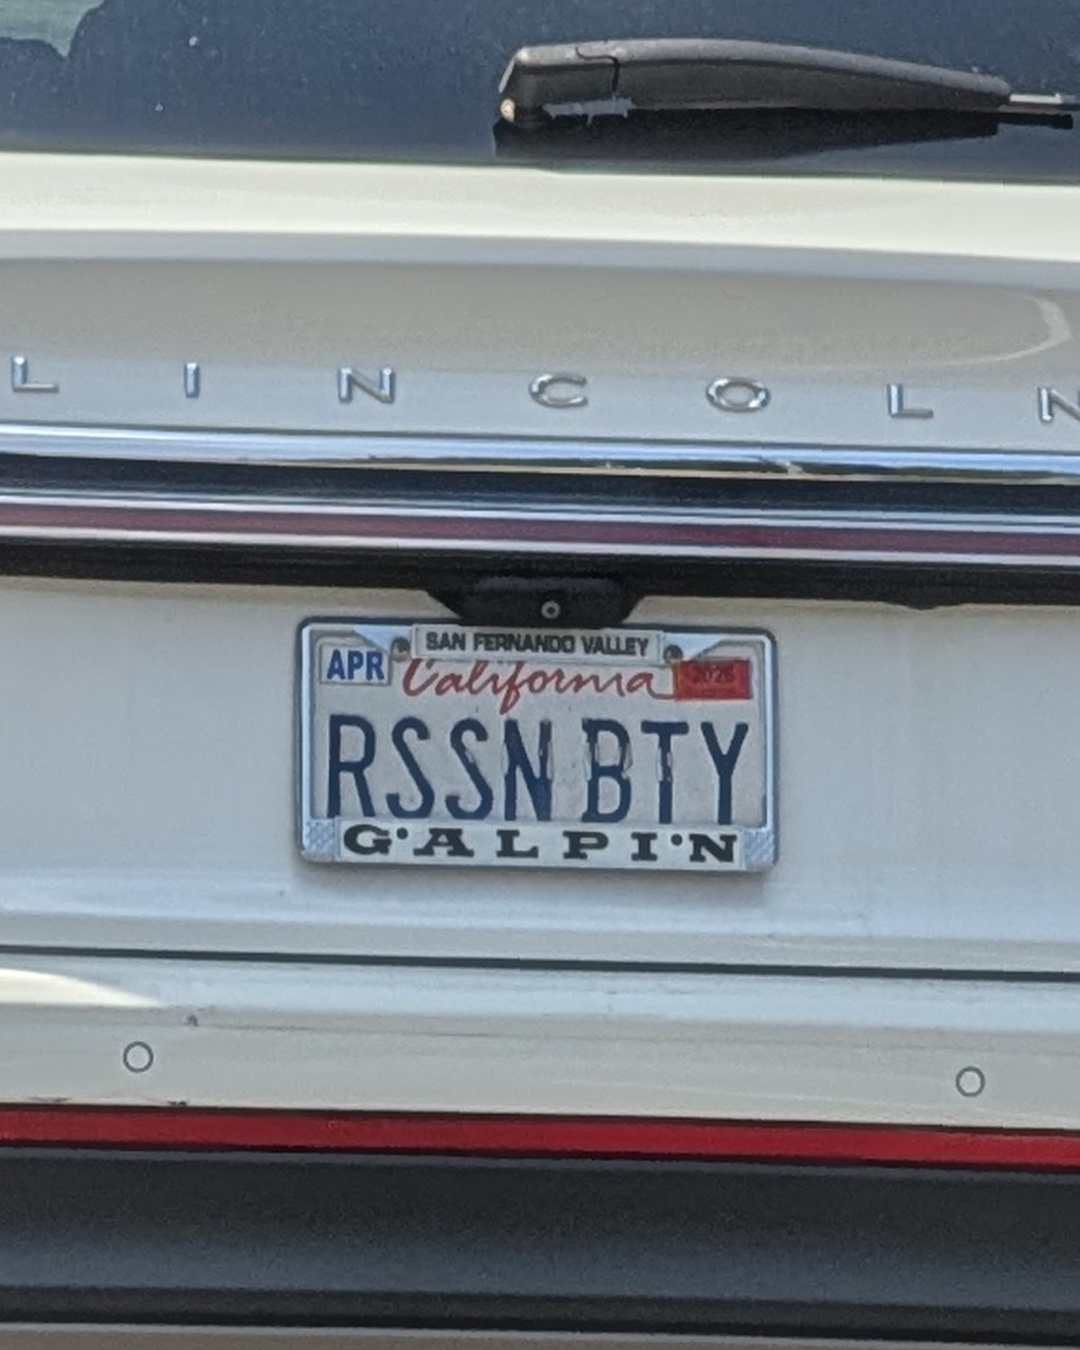 LINCOLN
SAN FERNANDO VALLEY
APR California 2026
RSSN BTY
G•ALPI•N